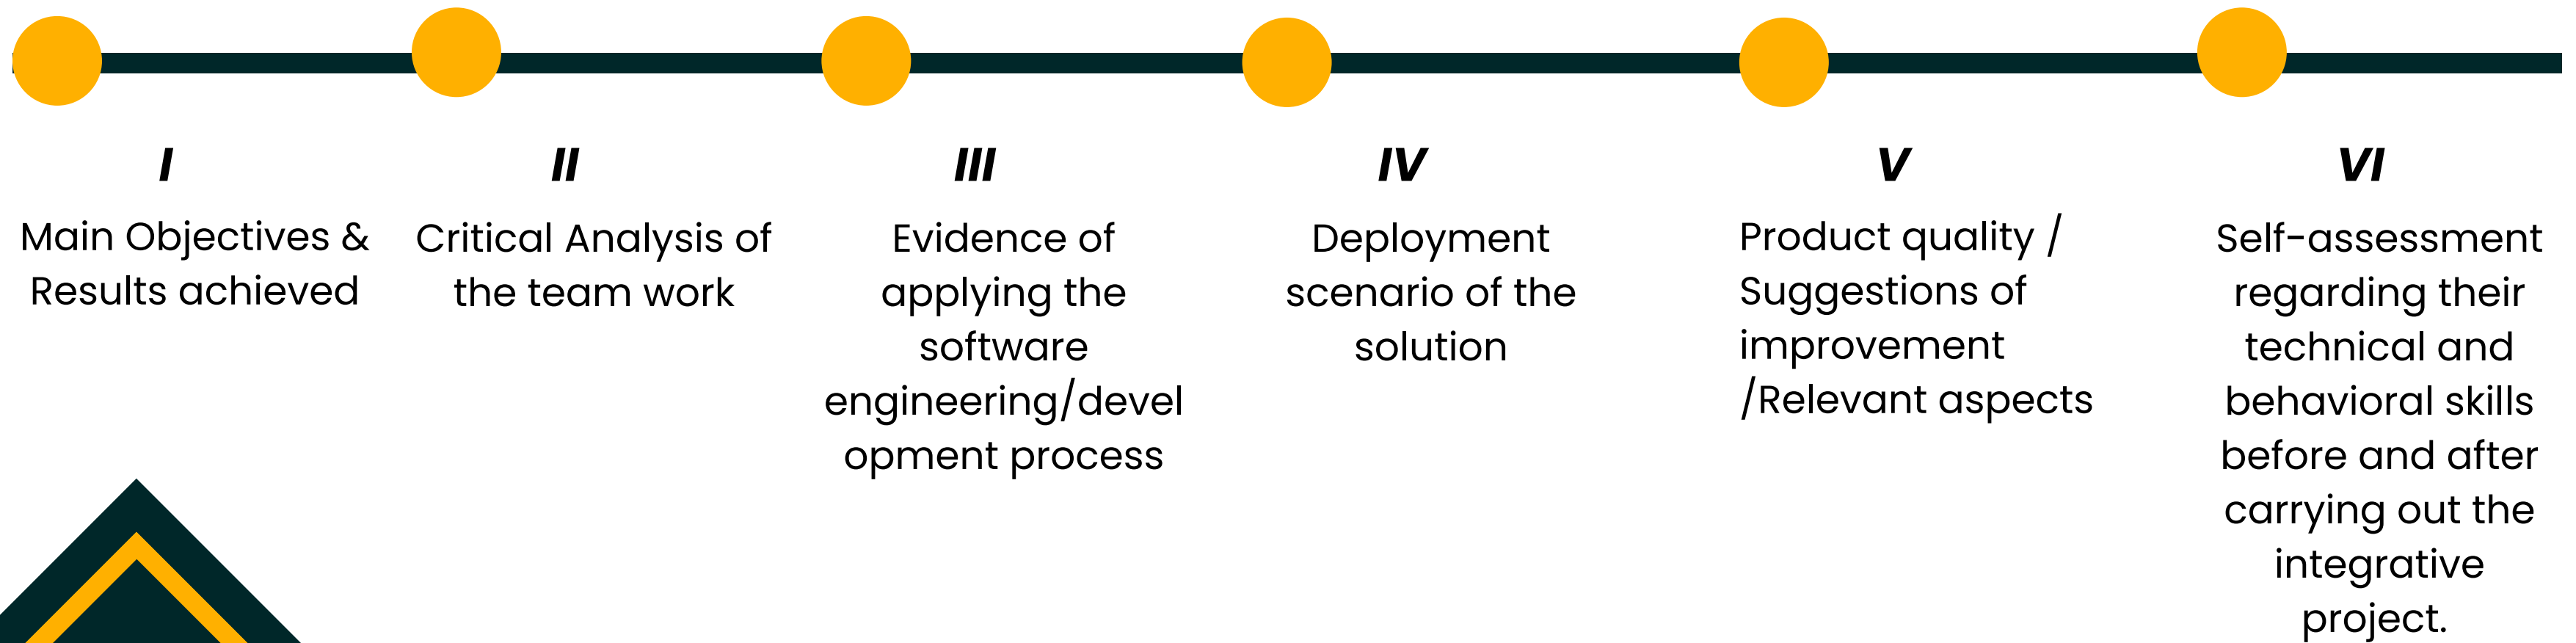 I
Main Objectives &
Results achieved
II
Critical Analysis of
the team work
III
Evidence of
applying the
software
engineering/devel
opment process
IV
Deployment
scenario of the
solution
V
Product quality /
Suggestions of
improvement
/Relevant aspects
VI
Self-assessment
regarding their
technical and
behavioral skills
before and after
carrying out the
integrative
project.